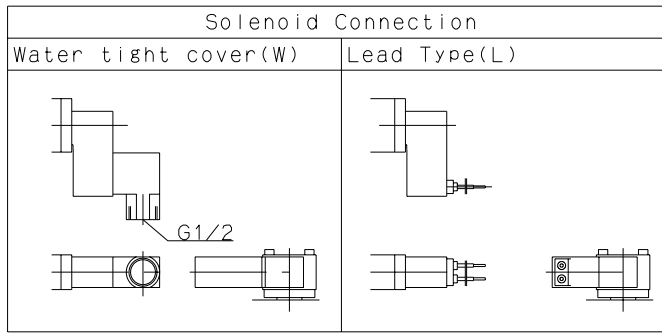 Solenoid Connection
Water tight cover(W)
Lead Type(L)
G1/2